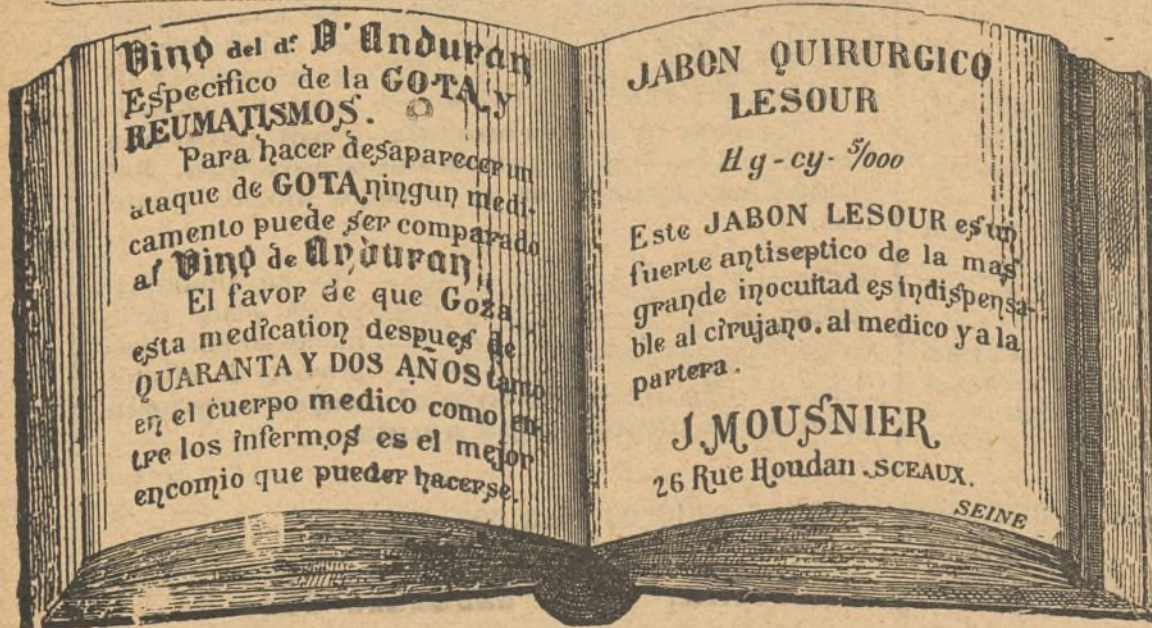 Vino del dr D'Anduran
Especifico de la GOTA y
REUMATISMOS.
Para hacer desaparecer un
ataque de GOTA ningun medi-
camento puede ser comparado
al Vino de Anduran.
El favor de que Goza
esta medication despues de
QUARANTA Y DOS AÑOS tanto
en el cuerpo medico como en-
tre los infermos es el mejor
encomio que pueder hacerse.
JABON QUIRURGICO
LESOUR
Hg-cy- 5/000
Este JABON LESOUR es un
fuerte antiseptico de la mas
grande inocuitad es indispensa-
ble al cirujano, al medico y a la
partera.
J. MOUSNIER
26 Rue Houdan. SCEAUX.
SEINE